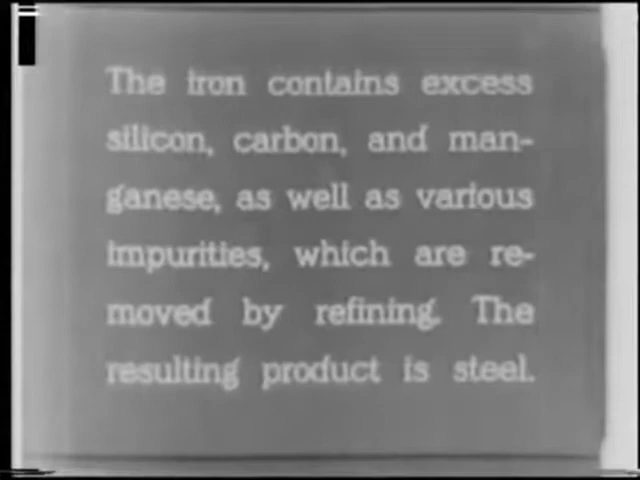 The iron contains excess
silicon, carbon, and man-
ganese, as well as various
impurities, which are re-
moved by refining. The
resulting product is steel.